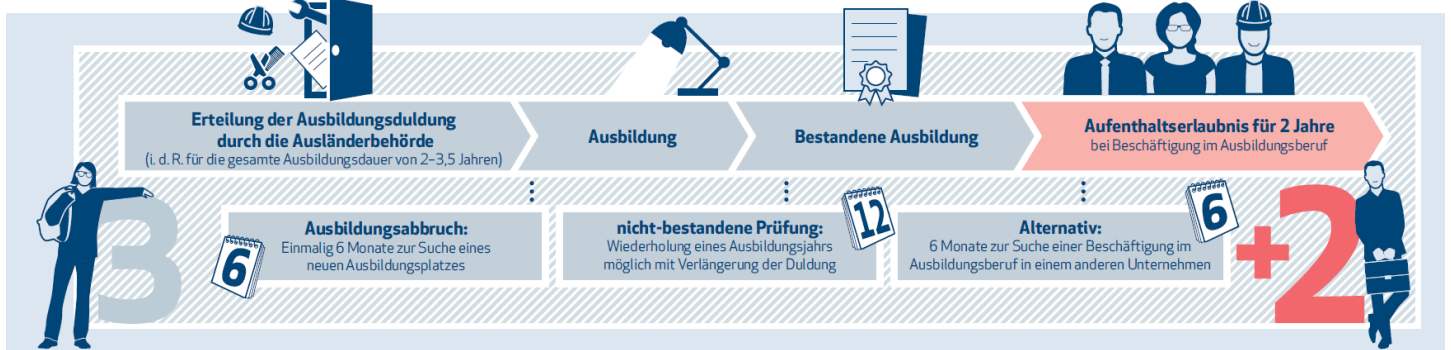 Erteilung der Ausbildungsduldung
durch die Ausländerbehörde
(i. d. R. für die gesamte Ausbildungsdauer von 2–3,5 Jahren)
Ausbildung
Bestandene Ausbildung
Aufenthaltserlaubnis für 2 Jahre
bei Beschäftigung im Ausbildungsberuf
3
6
Ausbildungsabbruch:
Einmalig 6 Monate zur Suche eines
neuen Ausbildungsplatzes
nicht-bestandene Prüfung:
Wiederholung eines Ausbildungsjahrs
möglich mit Verlängerung der Duldung
12
Alternativ:
6 Monate zur Suche einer Beschäftigung im
Ausbildungsberuf in einem anderen Unternehmen
6
+2